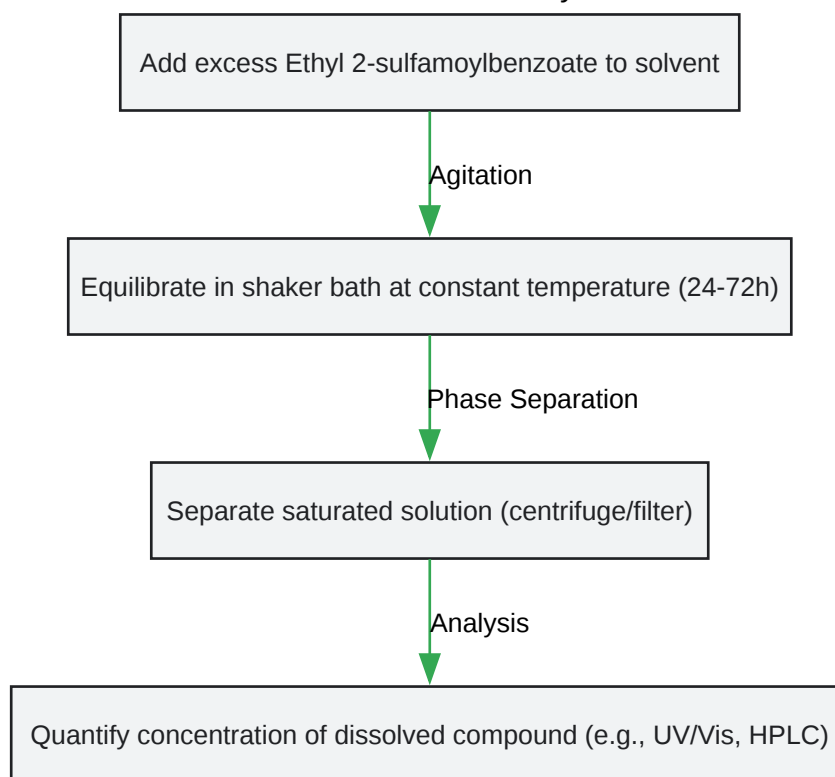 Add excess Ethyl 2-sulfamoylbenzoate to solvent
Agitation
Equilibrate in shaker bath at constant temperature (24-72h)
Phase Separation
Separate saturated solution (centrifuge/filter)
Analysis
Quantify concentration of dissolved compound (e.g., UV/Vis, HPLC)